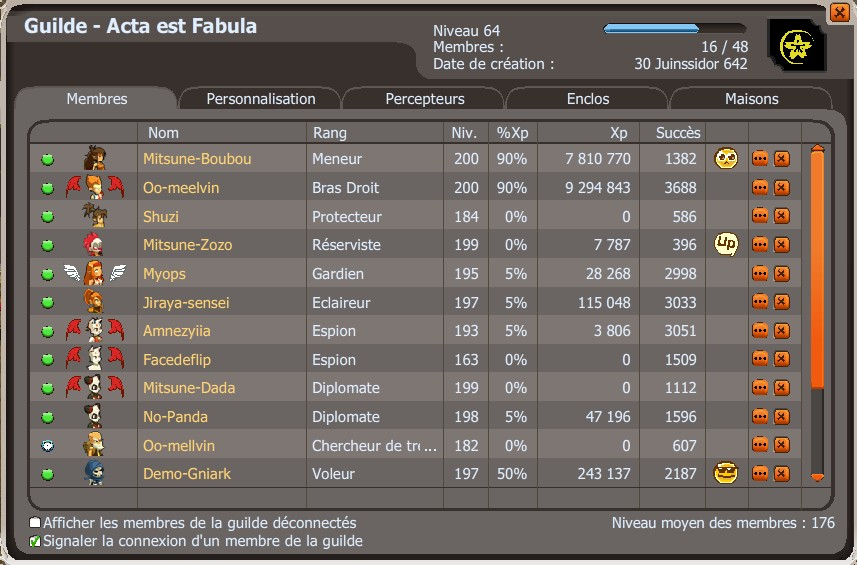 Guilde - Acta est Fabula
Niveau 64
Membres : 16 / 48
Date de création : 30 Juinssidor 642
Membres Personnalisation Percepteurs Enclos Maisons
Nom Rang Niv. %Xp Xp Succès
Mitsune-Boubou Meneur 200 90% 7 810 770 1382
Oo-meelvin Bras Droit 200 90% 9 294 843 3688
Shuzi Protecteur 184 0% 0 586
Mitsune-Zozo Réserviste 199 0% 7 787 396 Up
Myops Gardien 195 5% 28 268 2998
Jiraya-sensei Eclaireur 197 5% 115 048 3033
Amnezyiia Espion 193 5% 3 806 3051
Facedeflip Espion 163 0% 0 1509
Mitsune-Dada Diplomate 199 0% 0 1112
No-Panda Diplomate 198 5% 47 196 1596
Oo-mellvin Chercheur de tr... 182 0% 0 607
Demo-Gniark Voleur 197 50% 243 137 2187
Afficher les membres de la guilde déconnectés Niveau moyen des membres : 176
Signaler la connexion d'un membre de la guilde